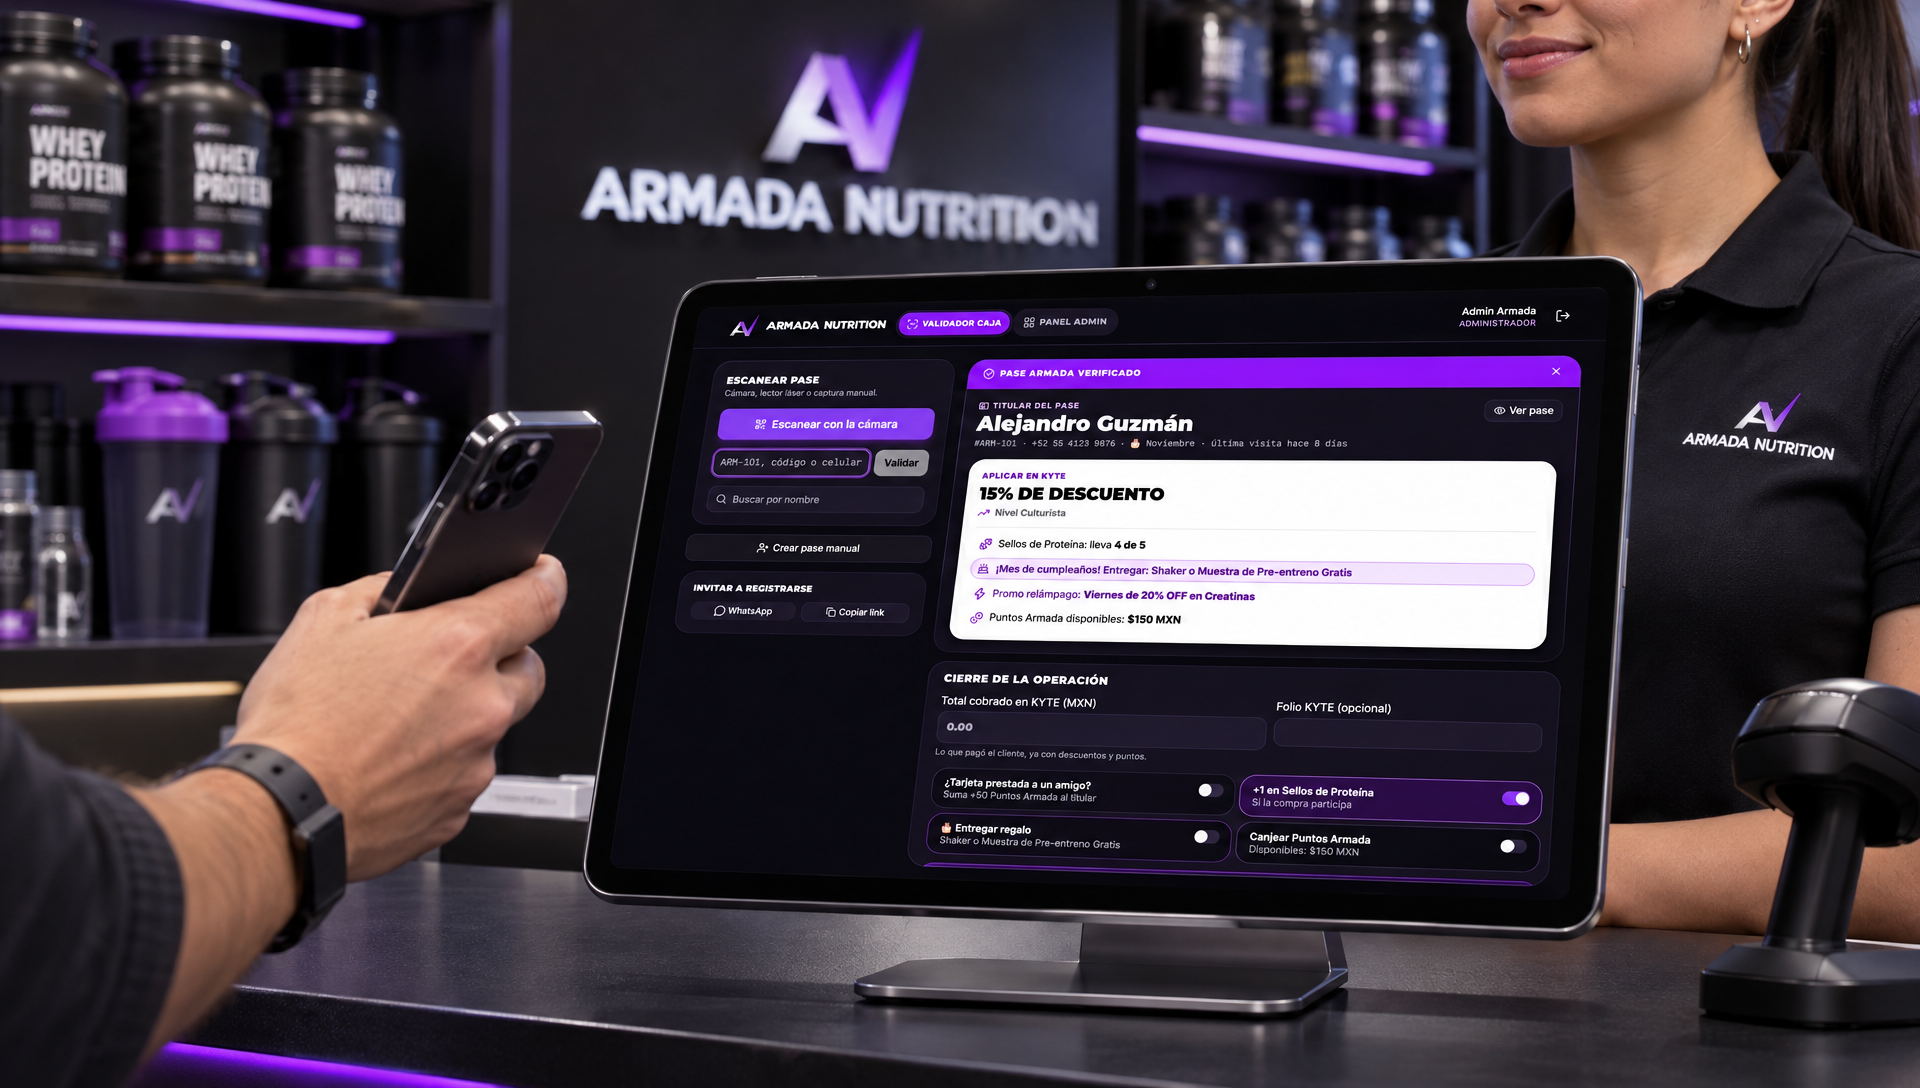 WHEY
PROTEIN
WHEY
PROTEIN
WHEY
PROTEIN
ARMADA NUTRITION
ARMADA NUTRITION
VALIDADOR CAJA
PANEL ADMIN
Admin Armada
ADMINISTRADOR
ESCANEAR PASE
Cámara, lector láser o captura manual.
Escanear con la cámara
ARM-101, código o celular
Validar
Buscar por nombre
Crear pase manual
INVITAR A REGISTRARSE
WhatsApp
Copiar link
PASE ARMADA VERIFICADO
TITULAR DEL PASE
Alejandro Guzmán
Ver pase
#ARM-101 · +52 55 4123 9876 · Noviembre · última visita hace 8 días
APLICAR EN KYTE
15% DE DESCUENTO
Nivel Culturista
Sellos de Proteína: lleva 4 de 5
¡Mes de cumpleaños! Entregar: Shaker o Muestra de Pre-entreno Gratis
Promo relámpago: Viernes de 20% OFF en Creatinas
Puntos Armada disponibles: $150 MXN
CIERRE DE LA OPERACIÓN
Total cobrado en KYTE (MXN)
Folio KYTE (opcional)
0.00
Lo que pagó el cliente, ya con descuentos y puntos.
¿Tarjeta prestada a un amigo?
Suma +50 Puntos Armada al titular
+1 en Sellos de Proteína
Si la compra participa
Entregar regalo
Shaker o Muestra de Pre-entreno Gratis
Canjear Puntos Armada
Disponibles: $150 MXN
ARMADA NUTRITION